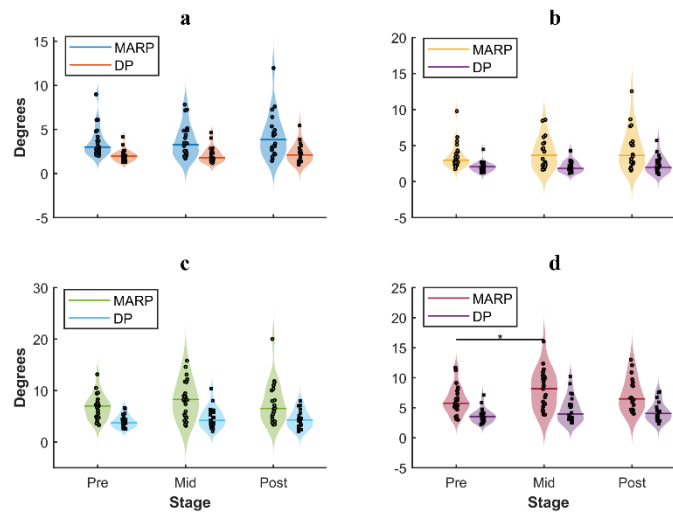 a
15
10
5
0
-5
Degrees
MARP
DP
b
20
15
10
5
0
-5
MARP
DP
c
30
20
10
0
Degrees
MARP
DP
Pre
Mid
Post
Stage
d
25
20
15
10
5
0
-5
MARP
DP
*
Pre
Mid
Post
Stage